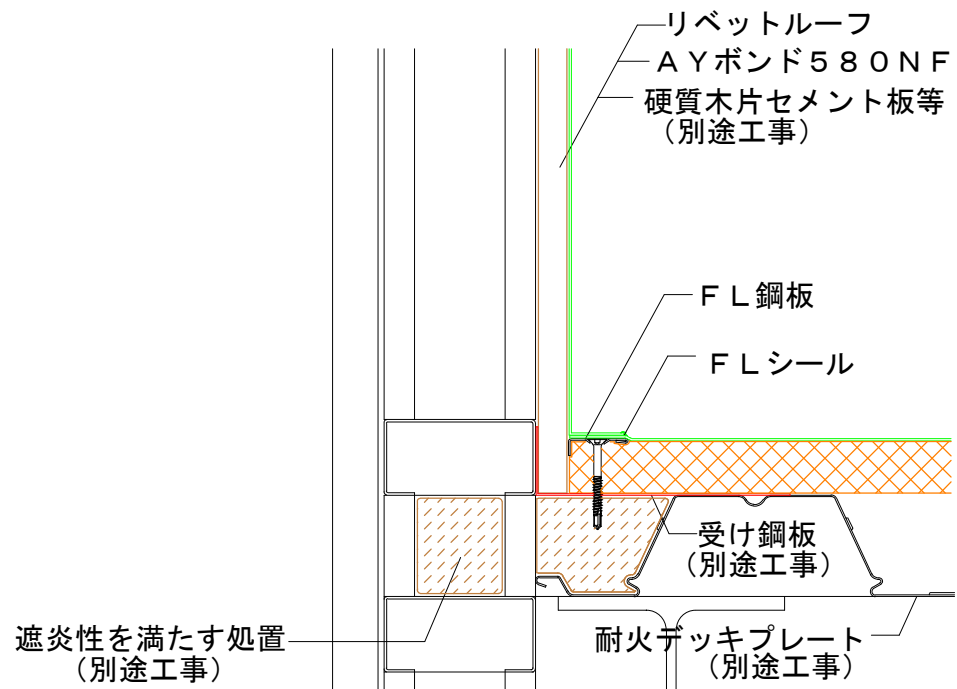 リベットルーフ
ＡＹボンド５８０ＮＦ
硬質木片セメント板等
（別途工事）
ＦＬ鋼板
ＦＬシール
受け鋼板
（別途工事）
遮炎性を満たす処置
（別途工事）
耐火デッキプレート
（別途工事）